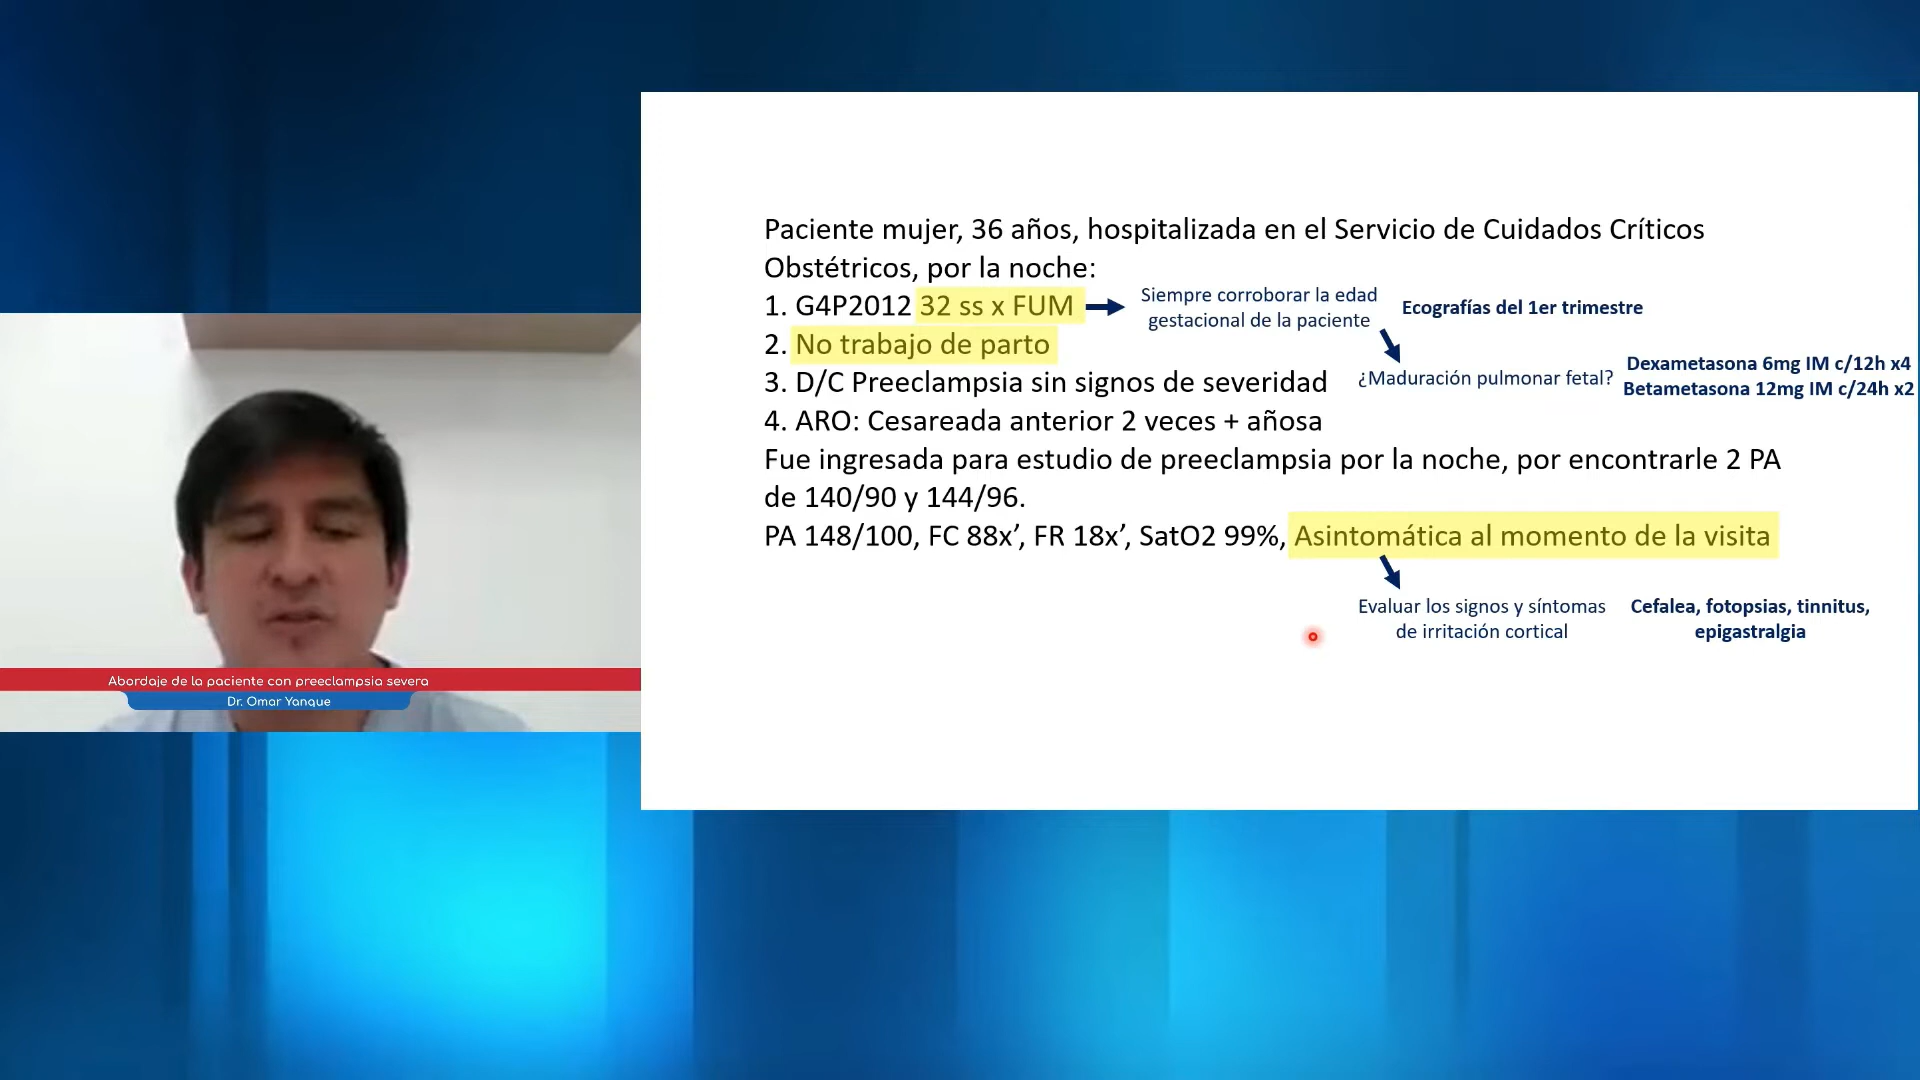 Paciente mujer, 36 años, hospitalizada en el Servicio de Cuidados Críticos
Obstétricos, por la noche:
1. G4P2012 32 ss x FUM
Siempre corroborar la edad
gestacional de la paciente
Ecografías del 1er trimestre
2. No trabajo de parto
¿Maduración pulmonar fetal?
Dexametasona 6mg IM c/12h x4
Betametasona 12mg IM c/24h x2
3. D/C Preeclampsia sin signos de severidad
4. ARO: Cesareada anterior 2 veces + añosa
Fue ingresada para estudio de preeclampsia por la noche, por encontrarle 2 PA
de 140/90 y 144/96.
PA 148/100, FC 88x’, FR 18x’, SatO2 99%, Asintomática al momento de la visita
Evaluar los signos y síntomas
de irritación cortical
Cefalea, fotopsias, tinnitus,
epigastralgia
Abordaje de la paciente con preeclampsia severa
Dr. Omar Yanque